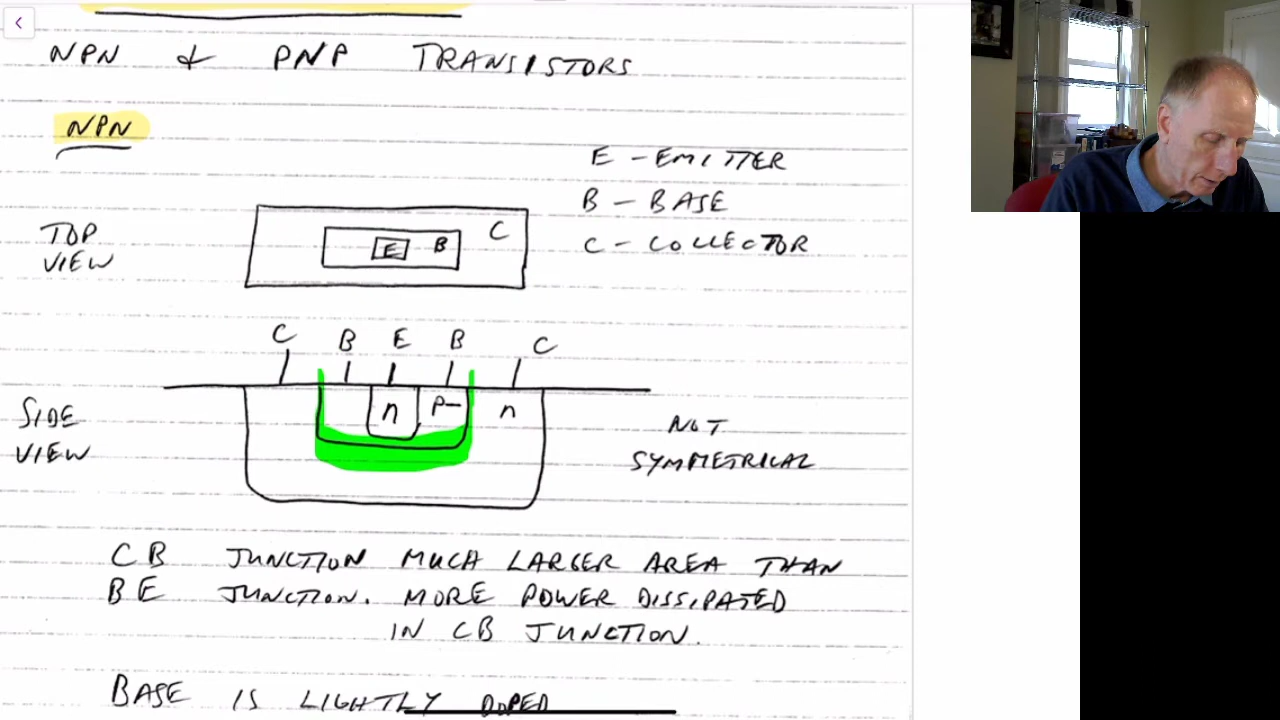 NPN & PNP TRANSISTORS
NPN
E - EMITTER
B - BASE
C - COLLECTOR
TOP
VIEW
E B C
C B E B C
n P- n
SIDE
VIEW
NOT
SYMMETRICAL
CB JUNCTION MUCH LARGER AREA THAN
BE JUNCTION. MORE POWER DISSIPATED
IN CB JUNCTION.
BASE IS LIGHTLY DOPED